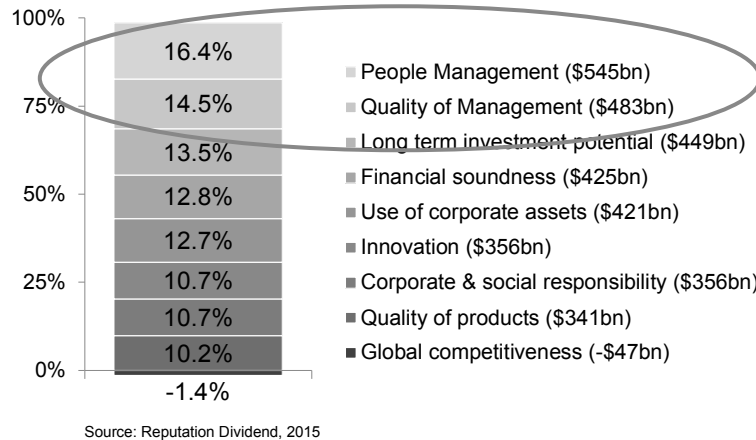 100%
75%
50%
25%
0%
16.4%
14.5%
13.5%
12.8%
12.7%
10.7%
10.7%
10.2%
-1.4%
People Management ($545bn)
Quality of Management ($483bn)
Long term investment potential ($449bn)
Financial soundness ($425bn)
Use of corporate assets ($421bn)
Innovation ($356bn)
Corporate & social responsibility ($356bn)
Quality of products ($341bn)
Global competitiveness (-$47bn)
Source: Reputation Dividend, 2015